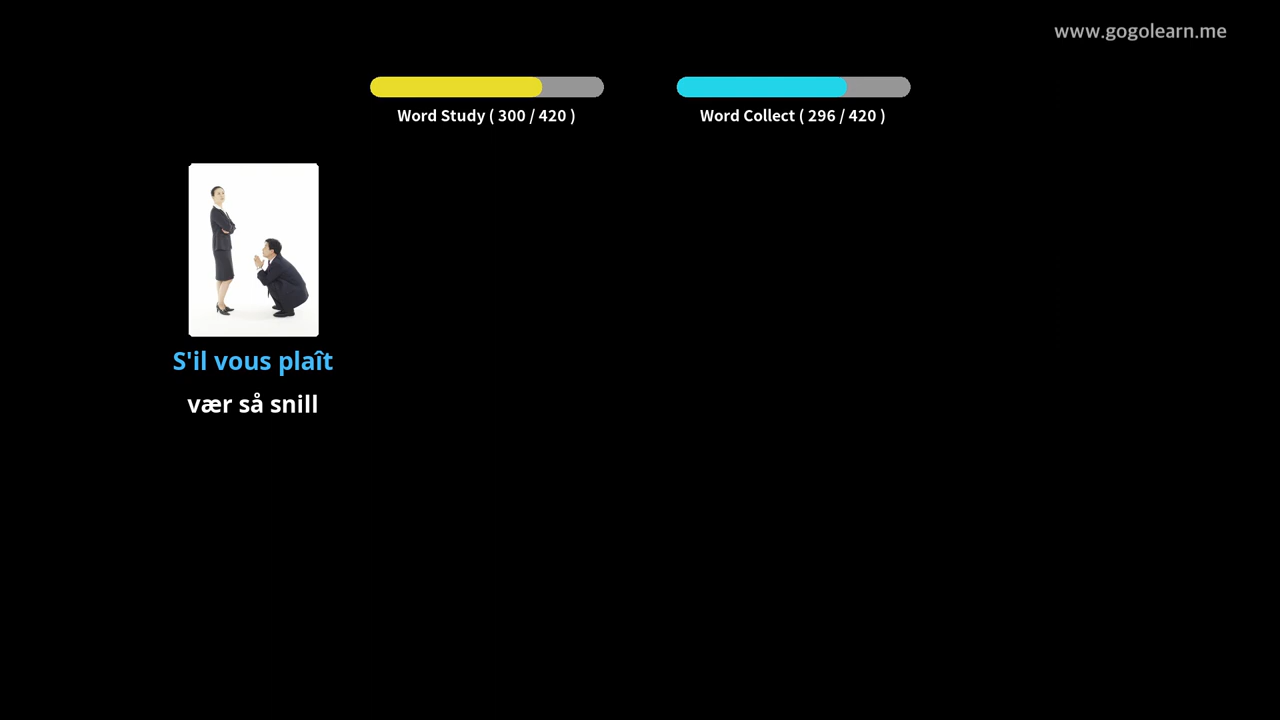 www.gogolearn.me
Word Study ( 300 / 420 )
Word Collect ( 296 / 420 )
S'il vous plaît
vær så snill